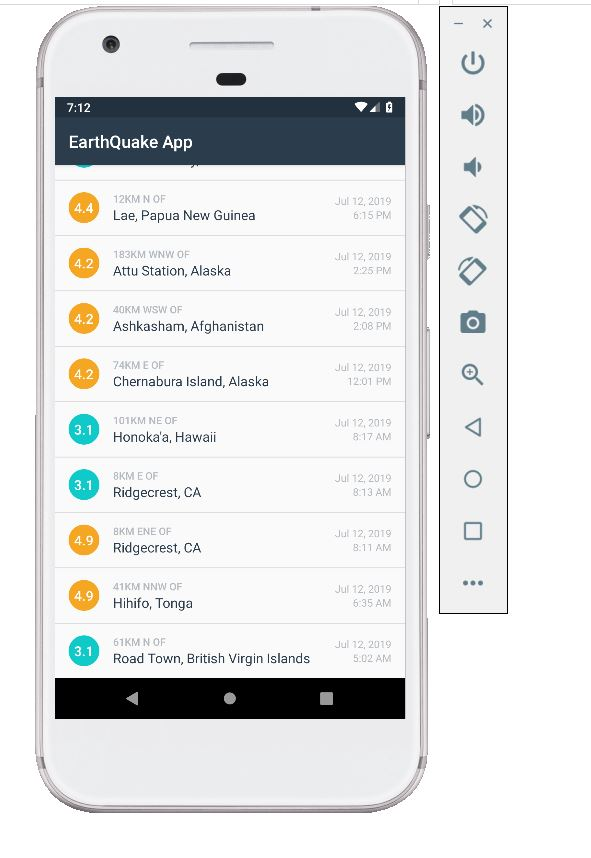 7:12
EarthQuake App
4.4
12KM N OF
Lae, Papua New Guinea
Jul 12, 2019
6:15 PM
4.2
183KM WNW OF
Attu Station, Alaska
Jul 12, 2019
2:25 PM
4.2
40KM WSW OF
Ashkasham, Afghanistan
Jul 12, 2019
2:08 PM
4.2
74KM E OF
Chernabura Island, Alaska
Jul 12, 2019
12:01 PM
3.1
101KM NE OF
Honoka'a, Hawaii
Jul 12, 2019
8:17 AM
3.1
8KM E OF
Ridgecrest, CA
Jul 12, 2019
8:13 AM
4.9
8KM ENE OF
Ridgecrest, CA
Jul 12, 2019
8:11 AM
4.9
41KM NNW OF
Hihifo, Tonga
Jul 12, 2019
6:35 AM
3.1
61KM N OF
Road Town, British Virgin Islands
Jul 12, 2019
5:02 AM